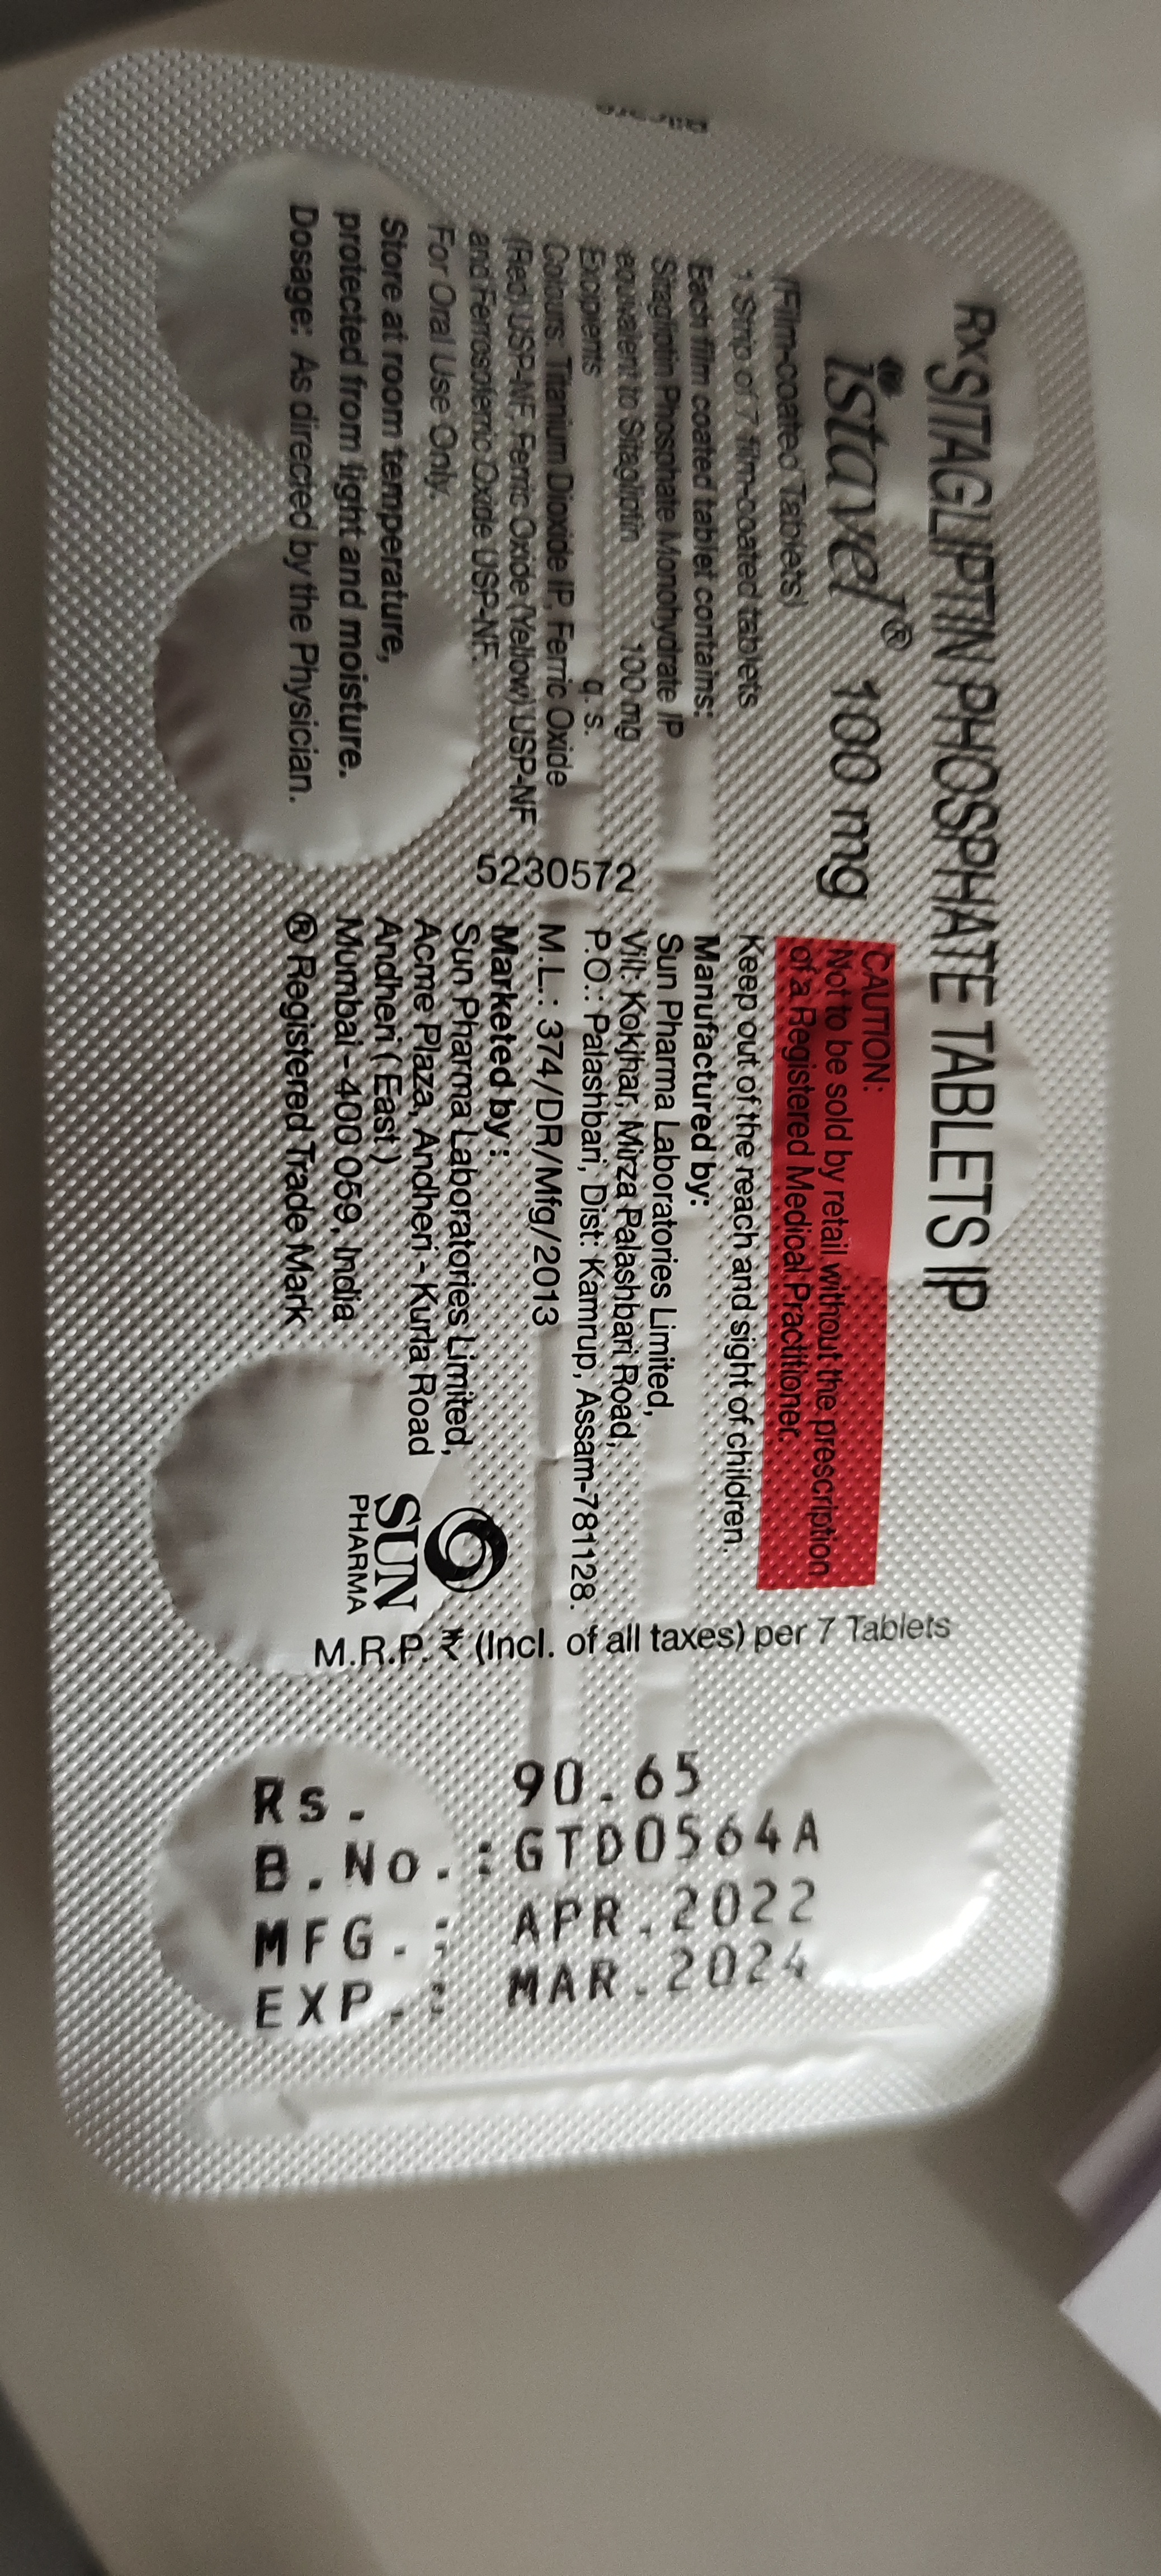 Rx SITAGLIPTIN PHOSPHATE TABLETS IP
istavel® 100 mg
(Film-coated Tablets)
1 Strip of 7 film-coated tablets
Each film coated tablet contains:
Sitagliptin Phosphate Monohydrate IP
equivalent to Sitagliptin 100 mg
Excipients q. s.
Colours: Titanium Dioxide IP, Ferric Oxide
(Red) USP-NF, Ferric Oxide (Yellow) USP-NF
and Ferrosoferric Oxide USP-NF.
For Oral Use Only.
Store at room temperature,
protected from light and moisture.
Dosage: As directed by the Physician.
5230572
CAUTION:
Not to be sold by retail without the prescription
of a Registered Medical Practitioner.
Keep out of the reach and sight of children.
Manufactured by:
Sun Pharma Laboratories Limited,
Vill: Kokjhar, Mirza Palashbari Road,
P.O.: Palashbari, Dist: Kamrup, Assam-781128.
M.L.: 374/DR/Mfg/2013
Marketed by :
Sun Pharma Laboratories Limited,
Acme Plaza, Andheri - Kurla Road
Andheri ( East )
Mumbai - 400 059, India
® Registered Trade Mark
SUN
PHARMA
M.R.P. ₹ (Incl. of all taxes) per 7 Tablets
Rs. 90.65
B.No.: GTD0564A
MFG.: APR.2022
EXP.: MAR.2024